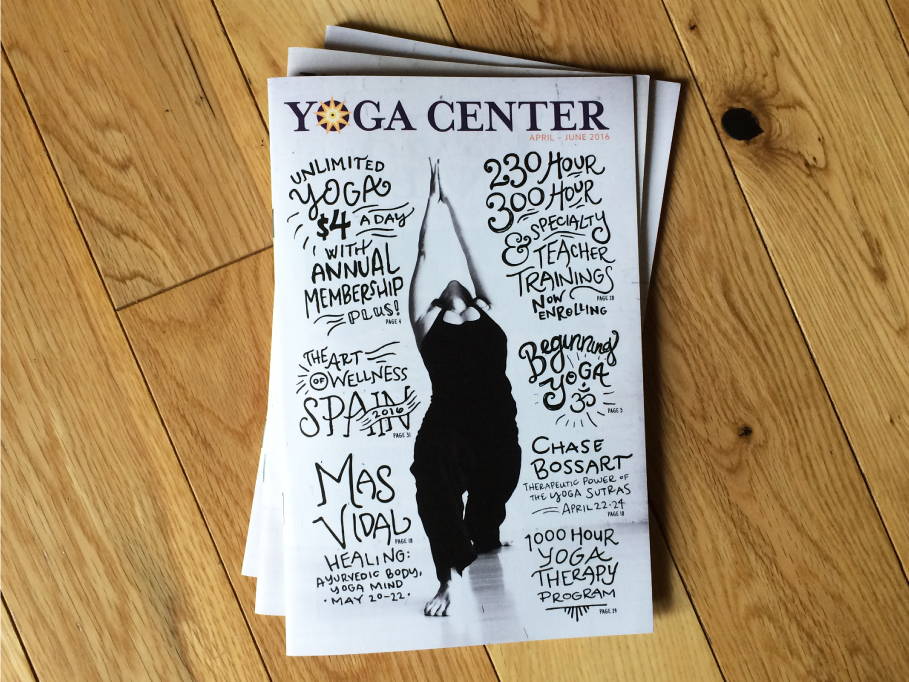 YOGA CENTER
APRIL – JUNE 2016
UNLIMITED
YOGA
$4 A DAY
WITH
ANNUAL
MEMBERSHIP
PLUS!
PAGE 4
THE ART
OF WELLNESS
SPAIN
2016
PAGE 31
MAS
VIDAL
PAGE 18
HEALING:
AYURVEDIC BODY,
YOGA MIND
• MAY 20-22 •
230 HOUR
300 HOUR
SPECIALTY
& TEACHER
TRAININGS
NOW
ENROLLING
PAGE 28
Beginning
YOGA
ॐ
PAGE 5
CHASE
BOSSART
THERAPEUTIC POWER OF
THE YOGA SUTRAS
APRIL 22-24
PAGE 18
1000 HOUR
YOGA
THERAPY
PROGRAM
PAGE 29